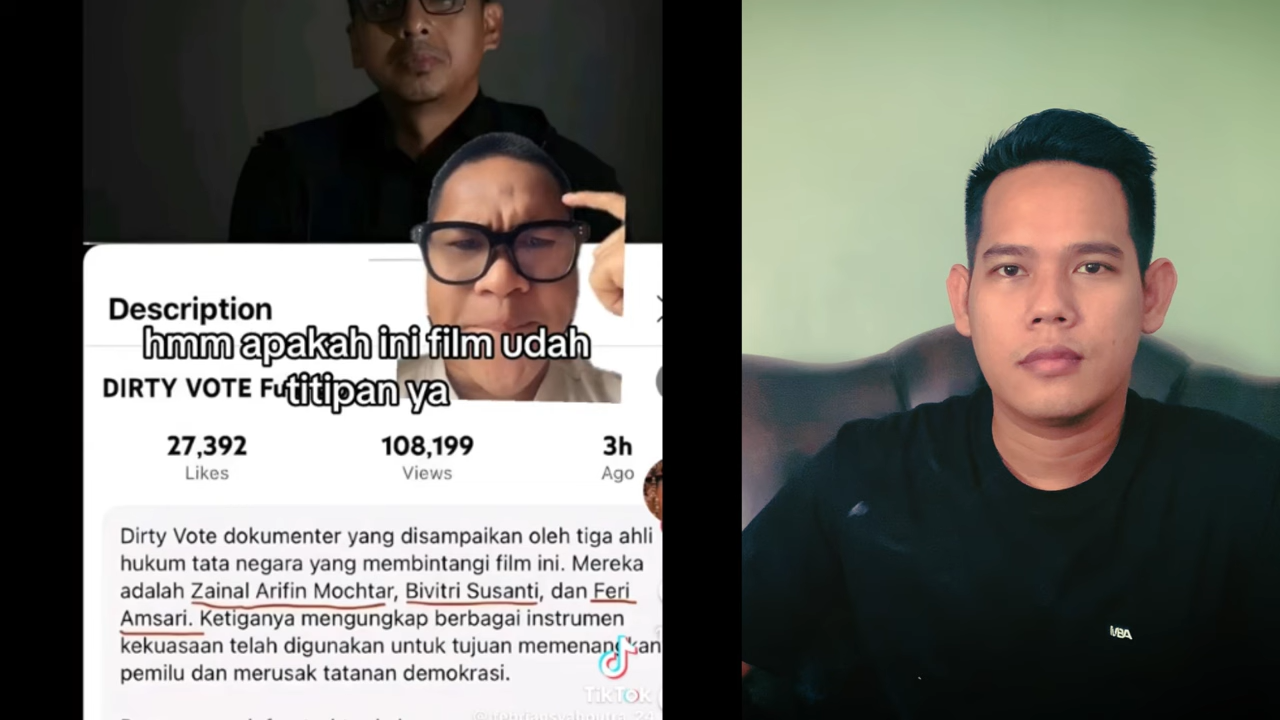 Description
hmm apakah ini film udah
titipan ya
DIRTY VOTE Fu
27,392
108,199
3h
Likes
Views
Ago
Dirty Vote dokumenter yang disampaikan oleh tiga ahli
hukum tata negara yang membintangi film ini. Mereka
adalah Zainal Arifin Mochtar, Bivitri Susanti, dan Feri
Amsari. Ketiganya mengungkap berbagai instrumen
kekuasaan telah digunakan untuk tujuan memenangkan
pemilu dan merusak tatanan demokrasi.
TikTok
MBA